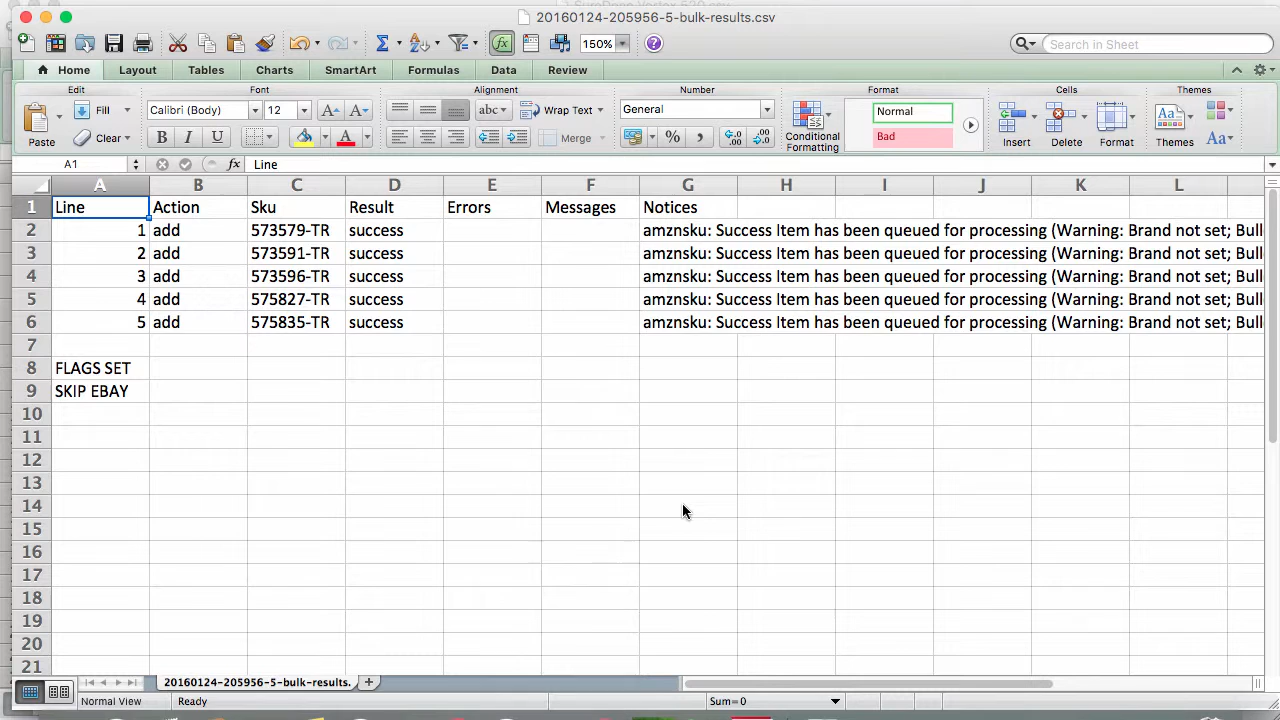 20160124-205956-5-bulk-results.csv
150%
Search in Sheet
Home Layout Tables Charts SmartArt Formulas Data Review
Edit Font Alignment Number Format Cells Themes
Paste Fill Clear
Calibri (Body) 12
B I U
abc Wrap Text
Merge
General
%
Conditional Formatting
Normal
Bad
Insert Delete Format
Themes Aa
A1 fx Line
A B C D E F G H I J K L
1 Line Action Sku Result Errors Messages Notices
2 1 add 573579-TR success amznsku: Success Item has been queued for processing (Warning: Brand not set; Bull
3 2 add 573591-TR success amznsku: Success Item has been queued for processing (Warning: Brand not set; Bull
4 3 add 573596-TR success amznsku: Success Item has been queued for processing (Warning: Brand not set; Bull
5 4 add 575827-TR success amznsku: Success Item has been queued for processing (Warning: Brand not set; Bull
6 5 add 575835-TR success amznsku: Success Item has been queued for processing (Warning: Brand not set; Bull
7
8 FLAGS SET
9 SKIP EBAY
10
11
12
13
14
15
16
17
18
19
20
21
20160124-205956-5-bulk-results.
Normal View Ready Sum=0